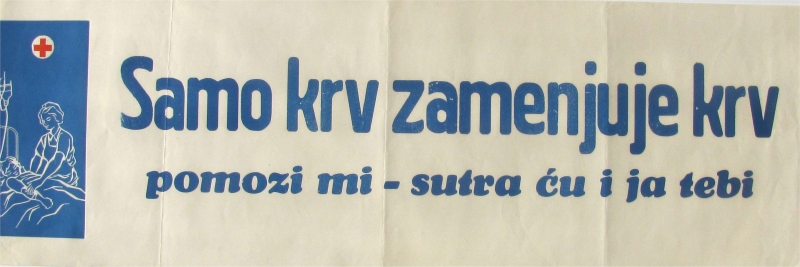 Samo krv zamenjuje krv
pomozi mi - sutra ću i ja tebi